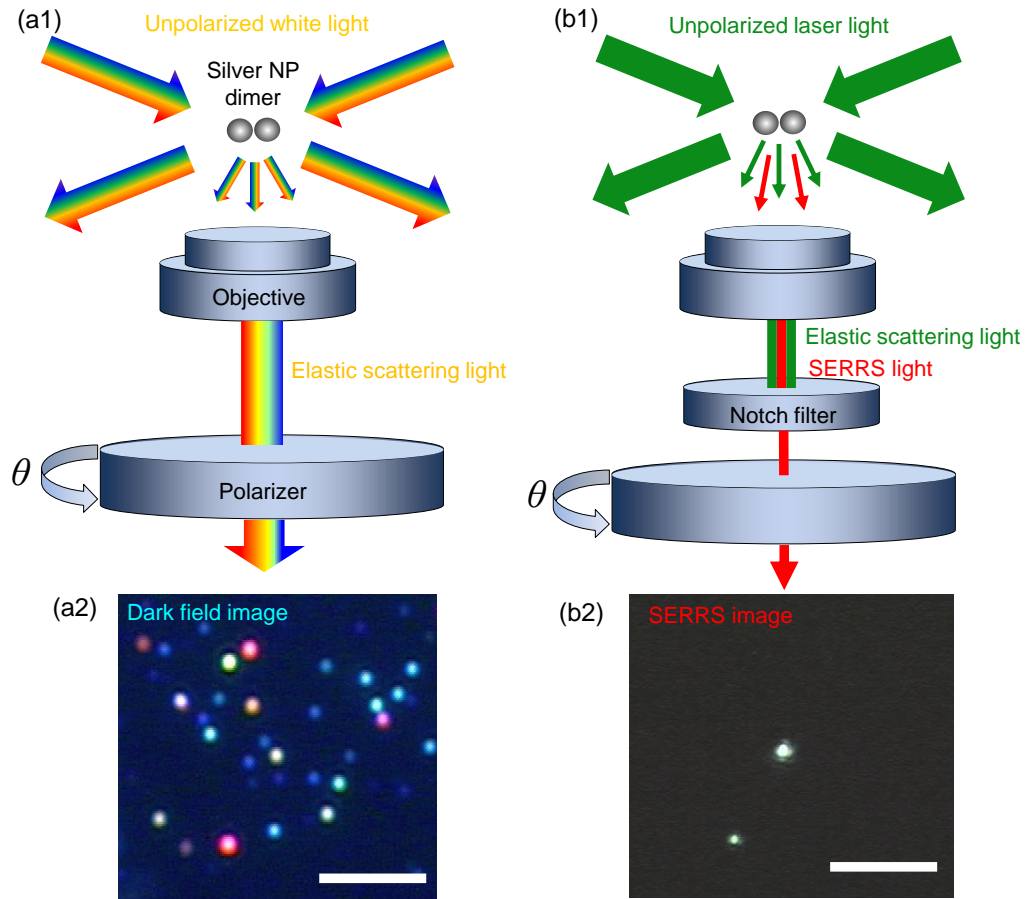 (a1)
Unpolarized white light
Silver NP
dimer
Objective
Elastic scattering light
θ
Polarizer
(a2)
Dark field image
(b1)
Unpolarized laser light
Elastic scattering light
SERRS light
Notch filter
θ
(b2)
SERRS image